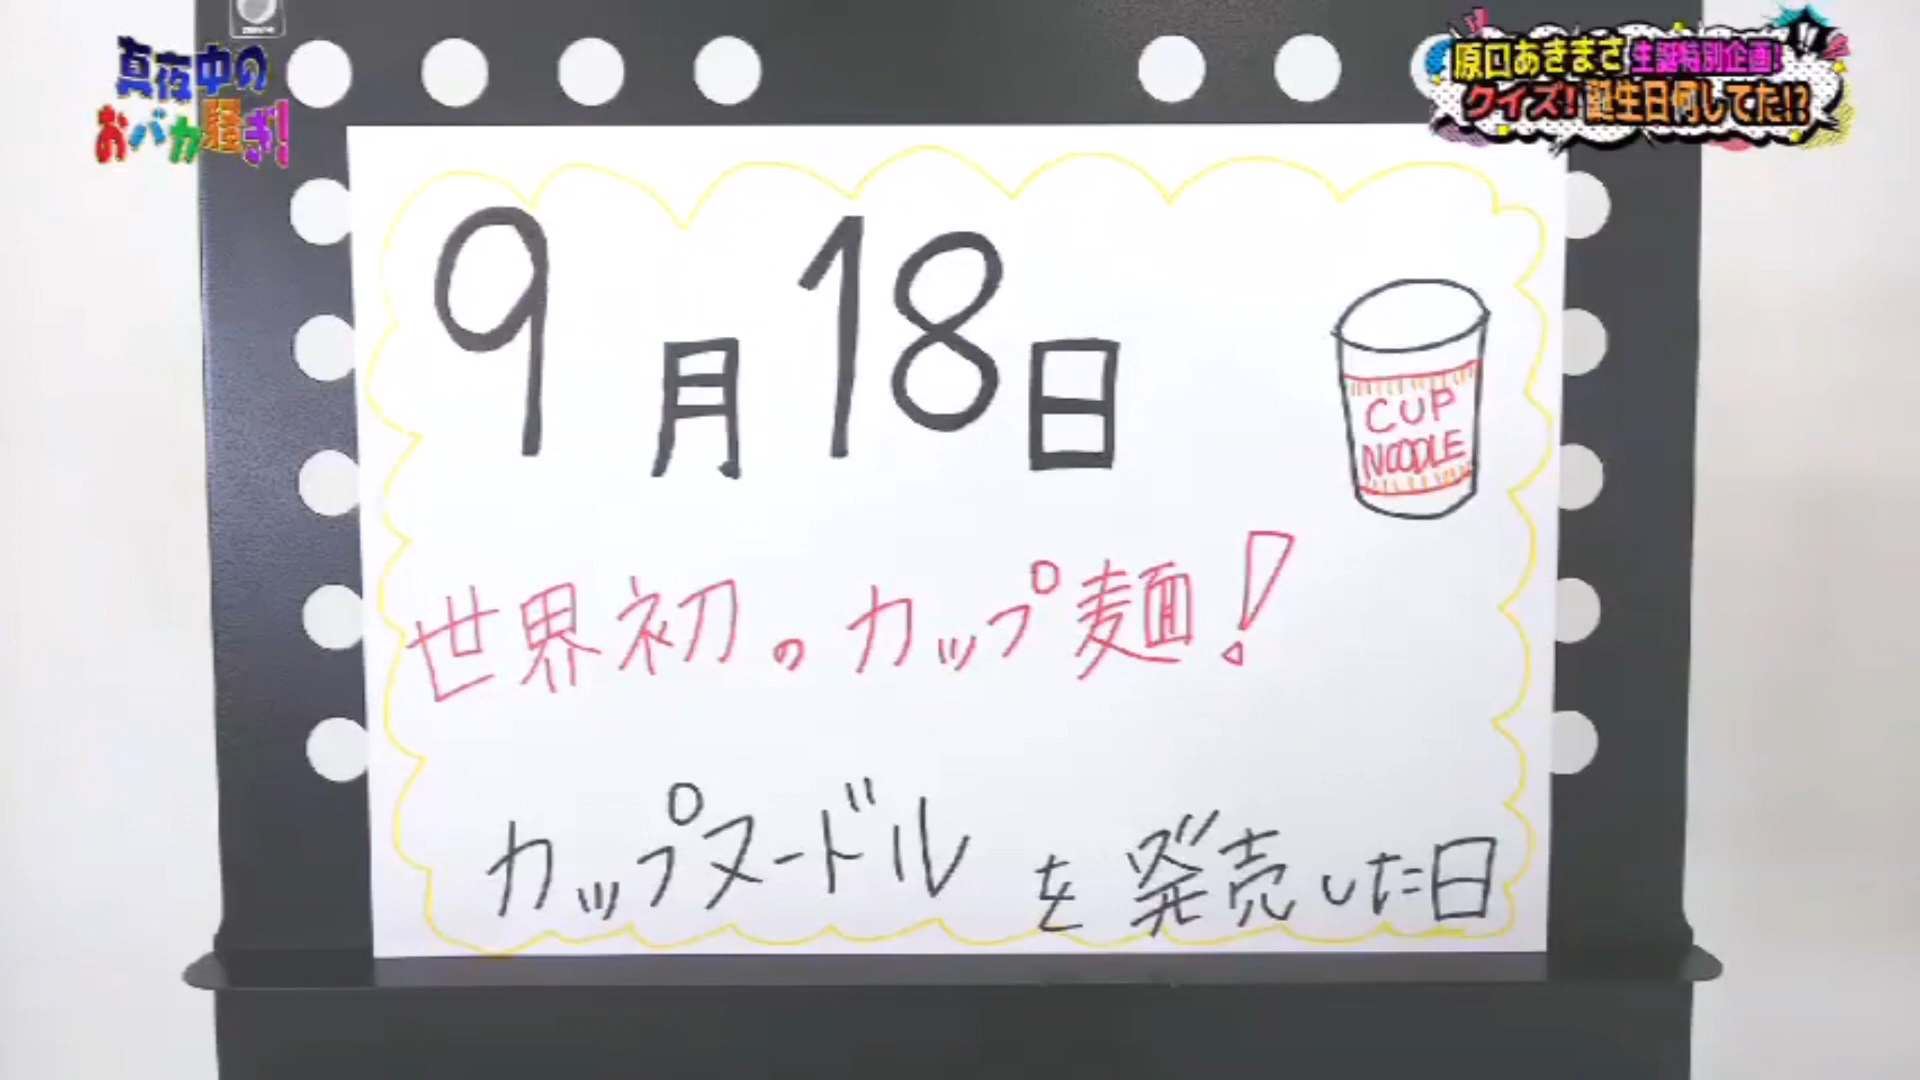 真夜中の
おバカ騒ぎ!
原口あきまさ 生誕特別企画!
クイズ!誕生日何してた!?
9月18日
CUP
NOODLE
世界初のカップ麺!
カップヌードルを発売した日